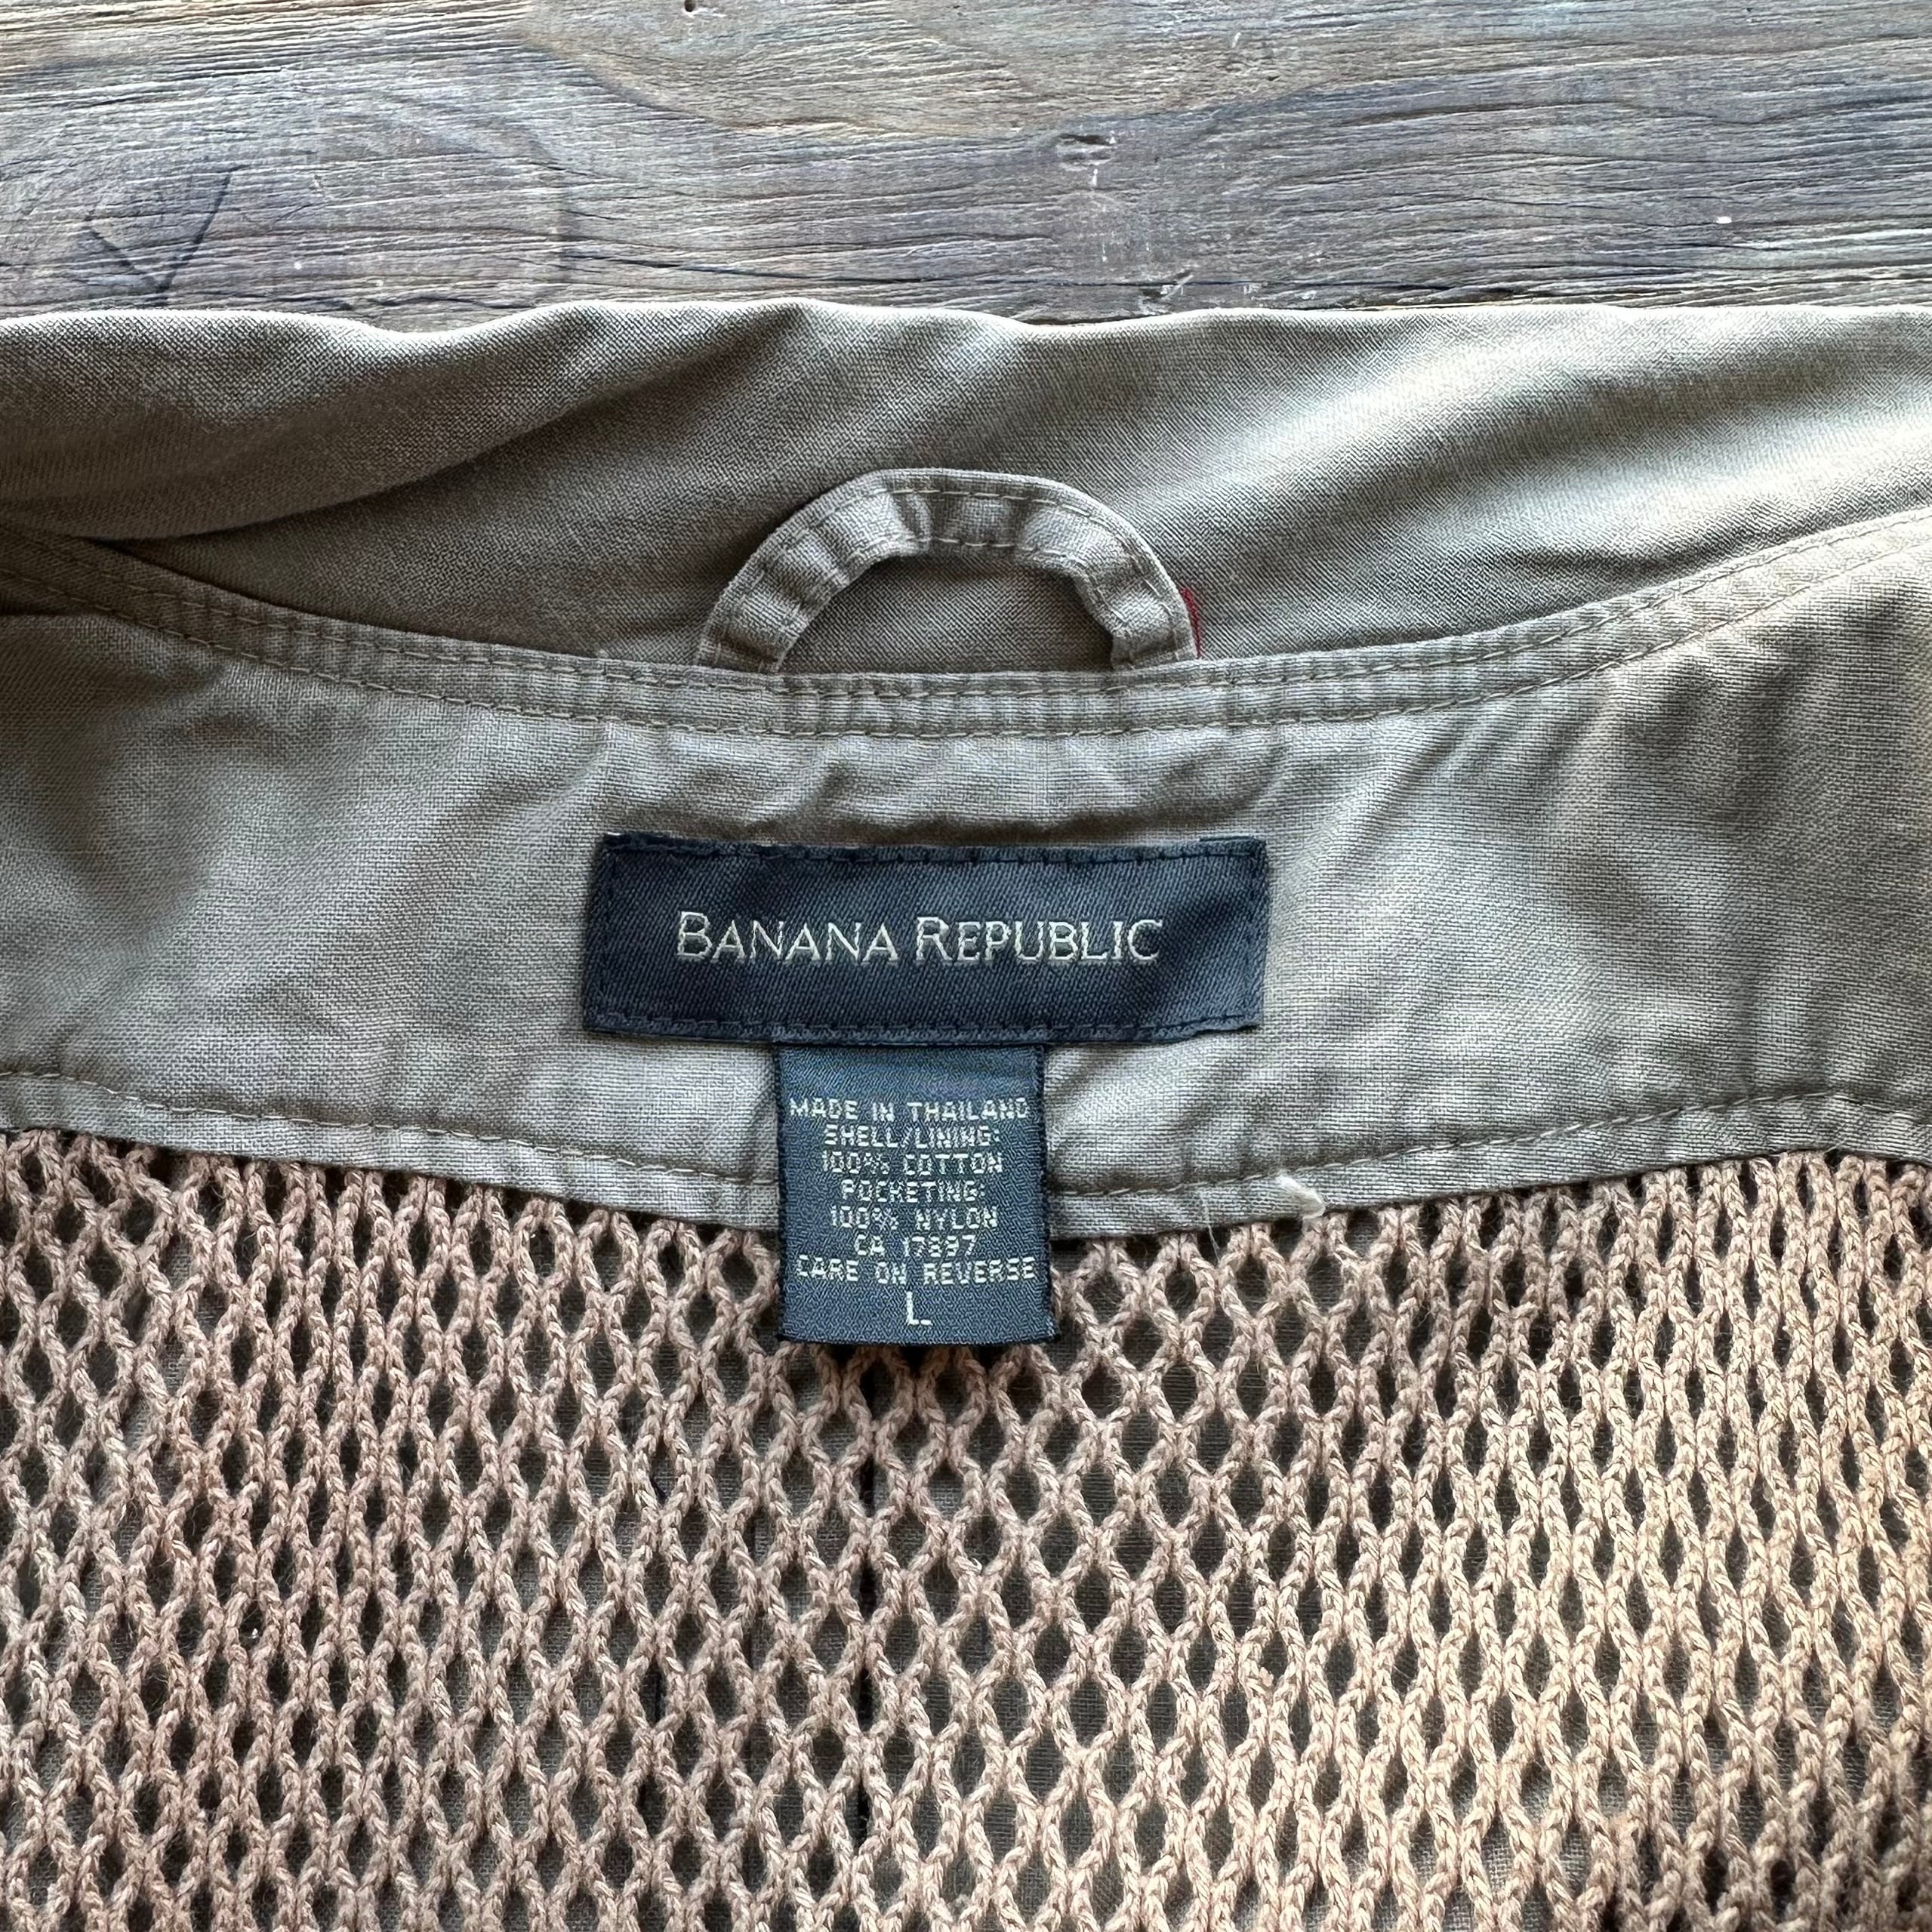 BANANA REPUBLIC
MADE IN THAILAND
SHELL/LINING:
100% COTTON
POCKETING:
100% NYLON
CA 17897
CARE ON REVERSE
L